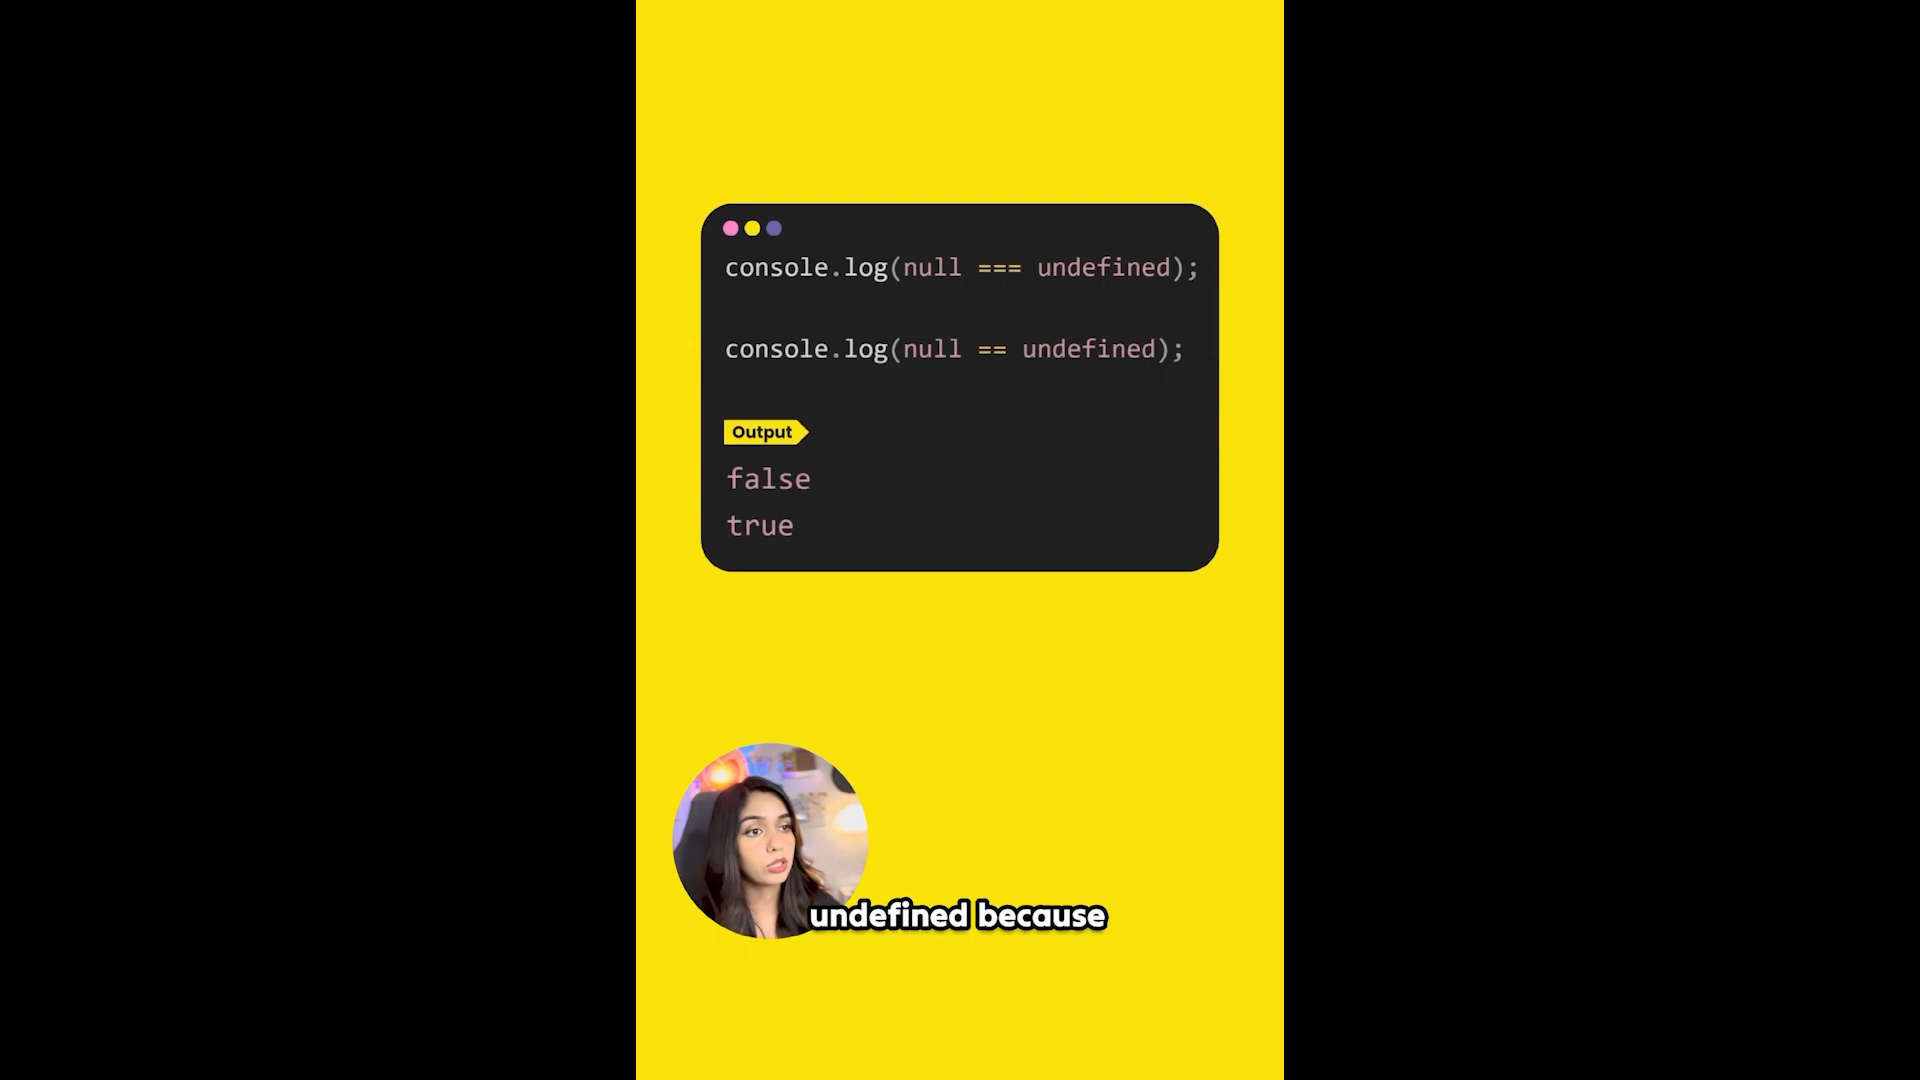 console.log(null === undefined);
console.log(null == undefined);
Output
false
true
undefined because